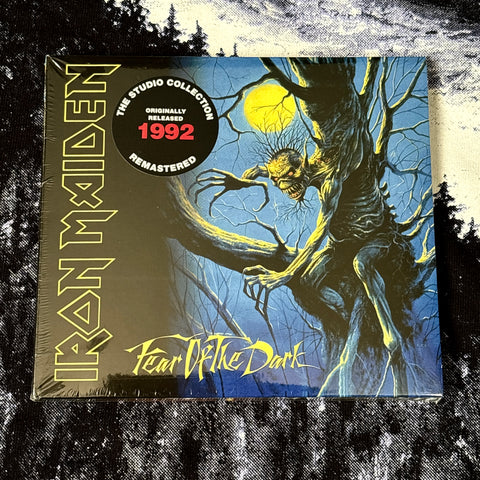 IRON MAIDEN
THE STUDIO COLLECTION
ORIGINALLY
RELEASED
1992
REMASTERED
Fear Of The Dark